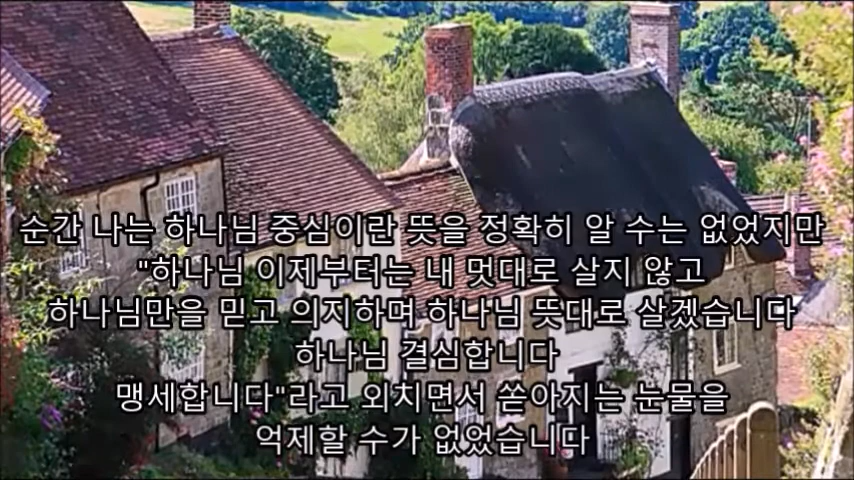 순간 나는 하나님 중심이란 뜻을 정확히 알 수는 없었지만
"하나님 이제부터는 내 멋대로 살지 않고
하나님만을 믿고 의지하며 하나님 뜻대로 살겠습니다
하나님 결심합니다
맹세합니다"라고 외치면서 쏟아지는 눈물을
억제할 수가 없었습니다